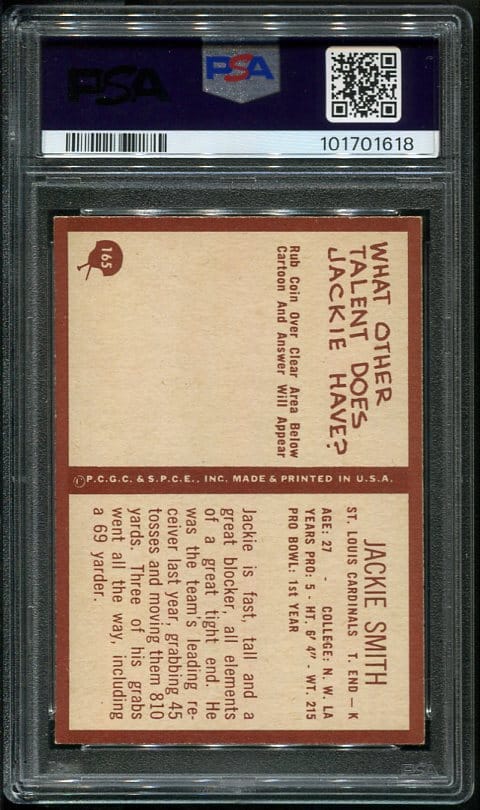 PSA
PSA
101701618
165
WHAT OTHER
TALENT DOES
JACKIE HAVE?
Rub Coin Over Clear Area Below
Cartoon And Answer Will Appear
©P.C.G.C. & S.P.C.E., INC. MADE & PRINTED IN U.S.A.
JACKIE SMITH
ST. LOUIS CARDINALS T. END—K
AGE: 27 - COLLEGE: N. W. LA
YEARS PRO: 5 - HT. 6' 4" - WT. 215
PRO BOWL: 1st YEAR
Jackie is fast, tall and a
great blocker, all elements
of a great tight end. He
was the team's leading re-
ceiver last year, grabbing 45
tosses and moving them 810
yards. Three of his grabs
went all the way, including
a 69 yarder.